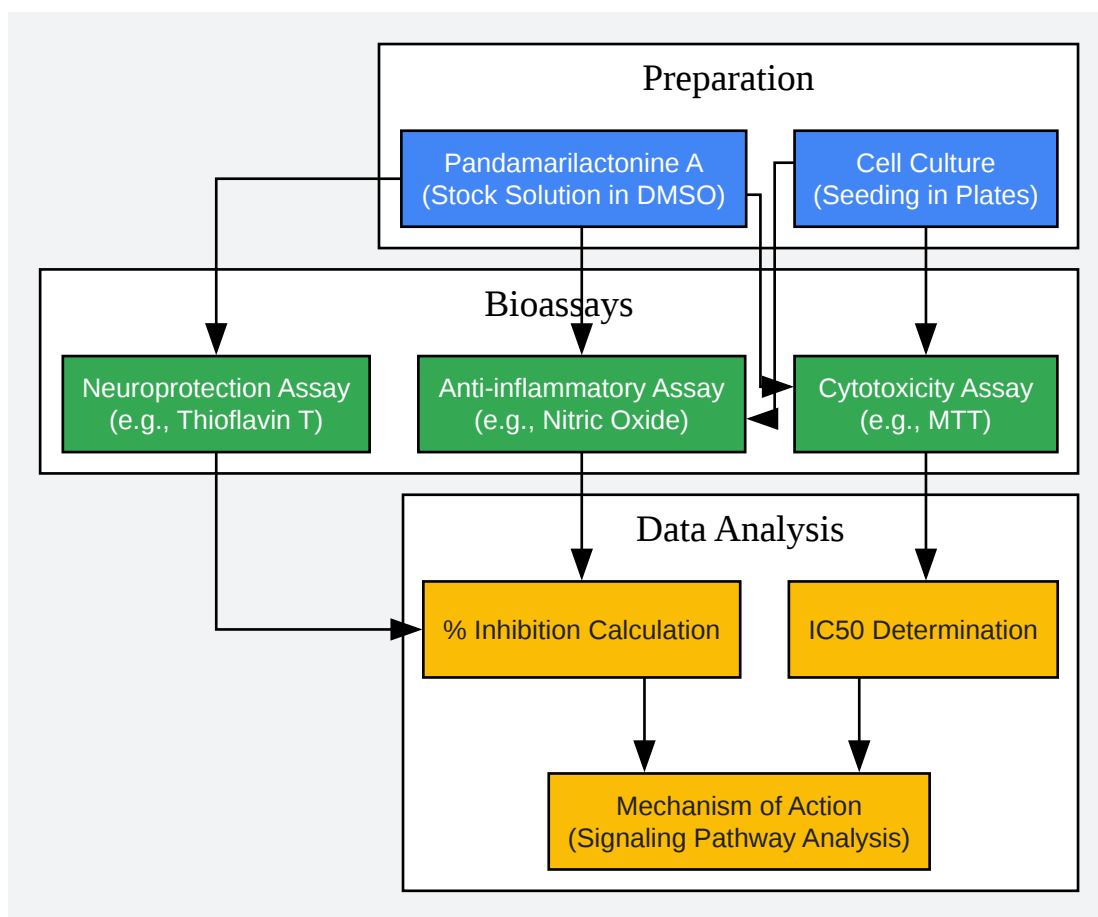 Preparation
Pandamarilactonine A
(Stock Solution in DMSO)
Cell Culture
(Seeding in Plates)
Bioassays
Neuroprotection Assay
(e.g., Thioflavin T)
Anti-inflammatory Assay
(e.g., Nitric Oxide)
Cytotoxicity Assay
(e.g., MTT)
Data Analysis
% Inhibition Calculation
IC50 Determination
Mechanism of Action
(Signaling Pathway Analysis)